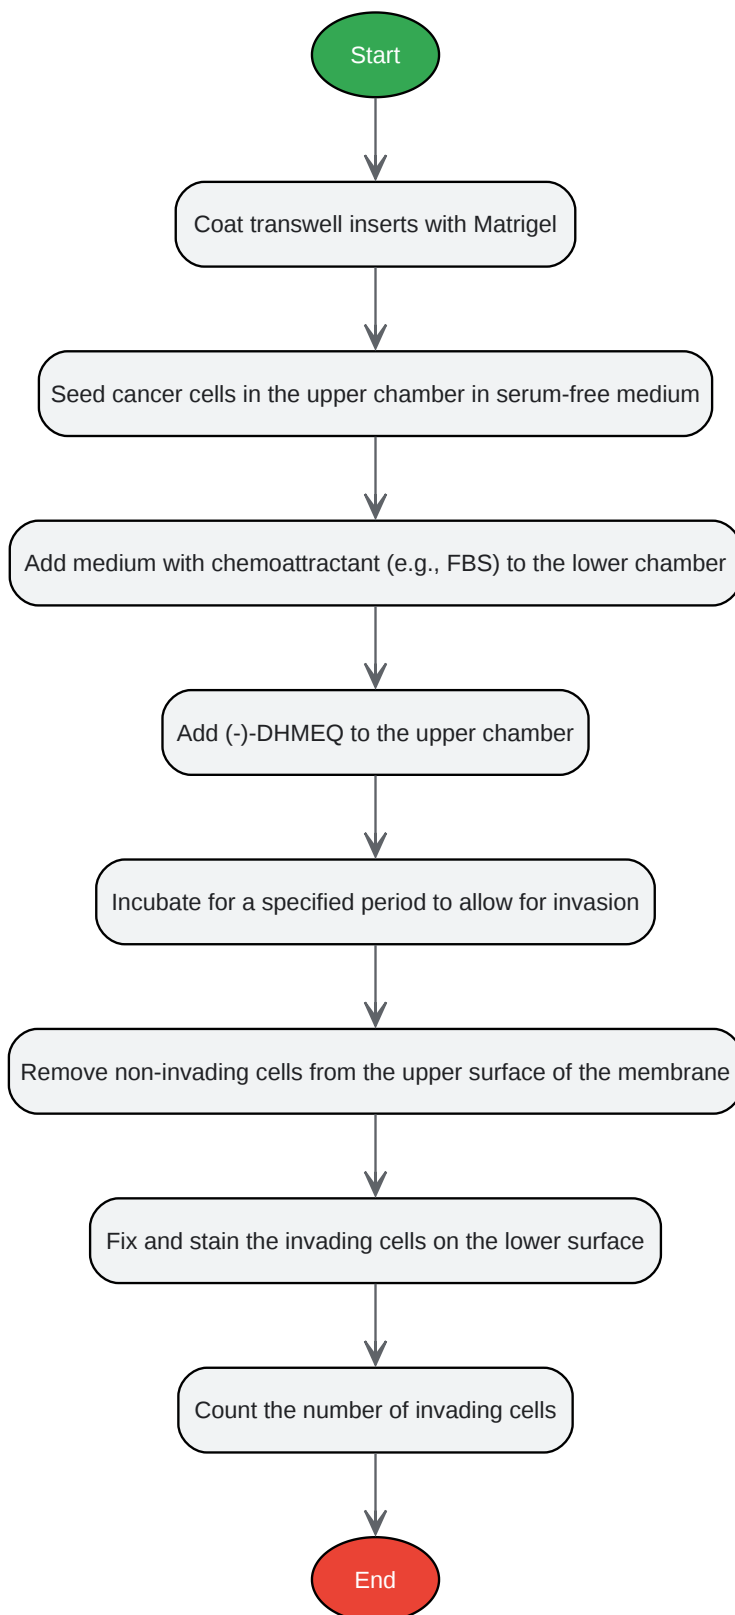 Start
Coat transwell inserts with Matrigel
Seed cancer cells in the upper chamber in serum-free medium
Add medium with chemoattractant (e.g., FBS) to the lower chamber
Add (-)-DHMEQ to the upper chamber
Incubate for a specified period to allow for invasion
Remove non-invading cells from the upper surface of the membrane
Fix and stain the invading cells on the lower surface
Count the number of invading cells
End